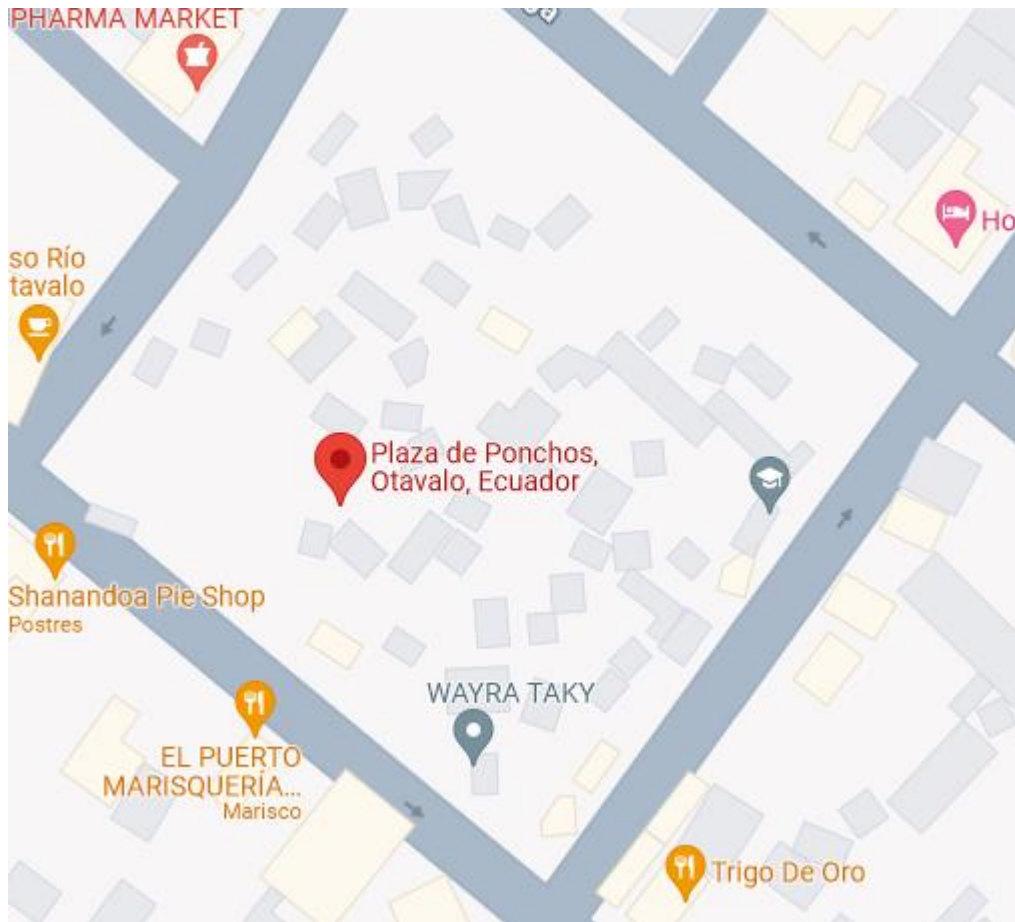 PHARMA MARKET
Ho
so Río
tavalo
Plaza de Ponchos,
Otavalo, Ecuador
Shanandoa Pie Shop
Postres
WAYRA TAKY
EL PUERTO
MARISQUERÍA...
Marisco
Trigo De Oro